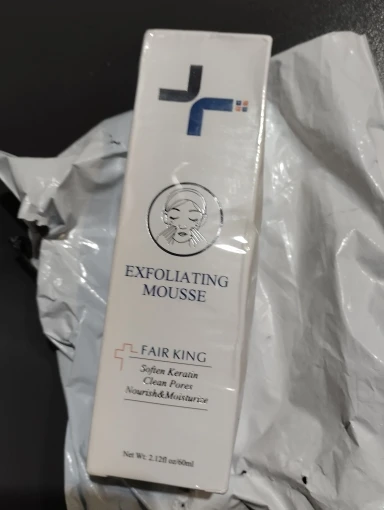 EXFOLIATING
MOUSSE
FAIR KING
Soften Keratin
Clean Pores
Nourish&Moisturize
Net Wt. 2.12fl oz/60ml